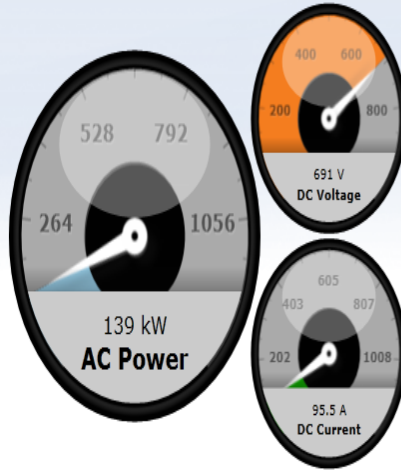 528 792
264 1056
139 kW
AC Power
400 600
200 800
691 V
DC Voltage
605
403 807
202 1008
95.5 A
DC Current